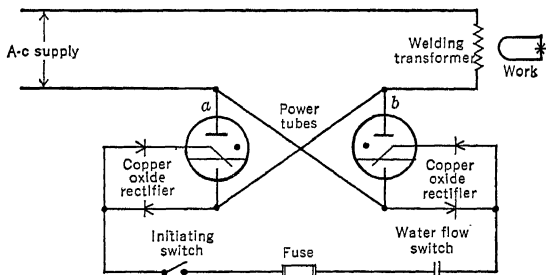 A-c supply
Welding
transformer
Work
a
b
Power
tubes
Copper
oxide
rectifier
Copper
oxide
rectifier
Initiating
switch
Fuse
Water flow
switch